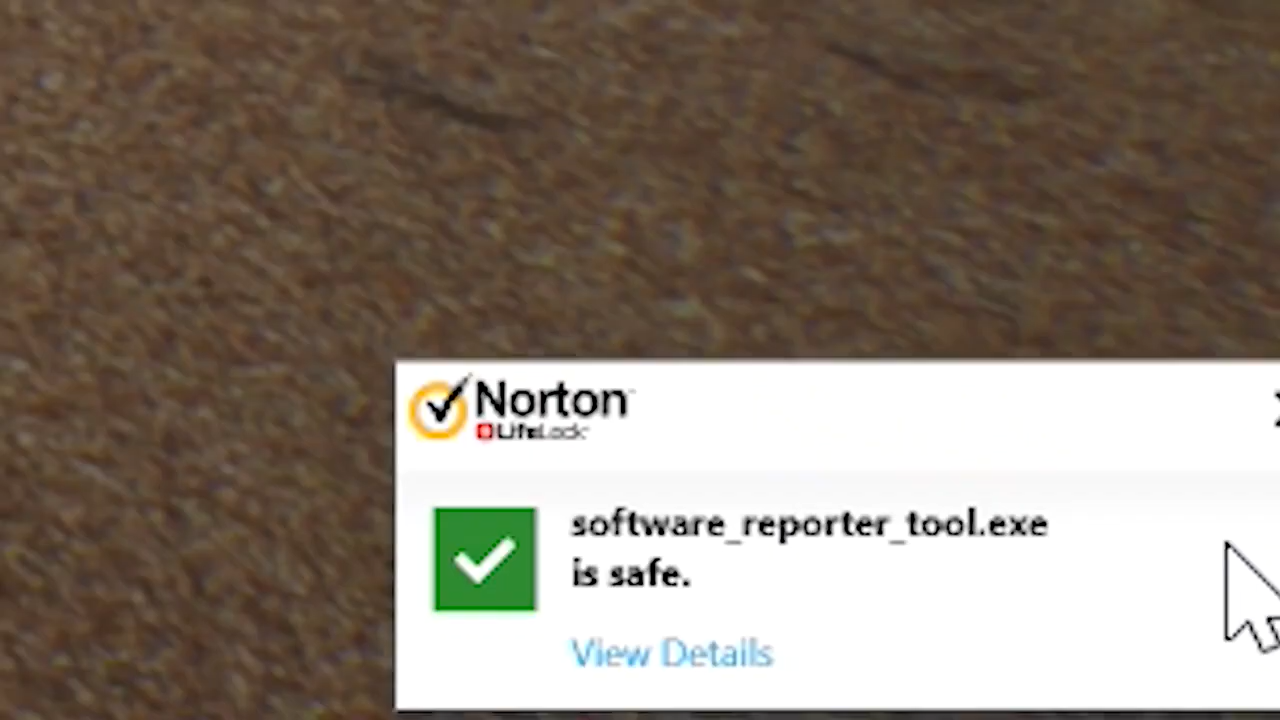 Norton
LifeLock
software_reporter_tool.exe
is safe.
View Details